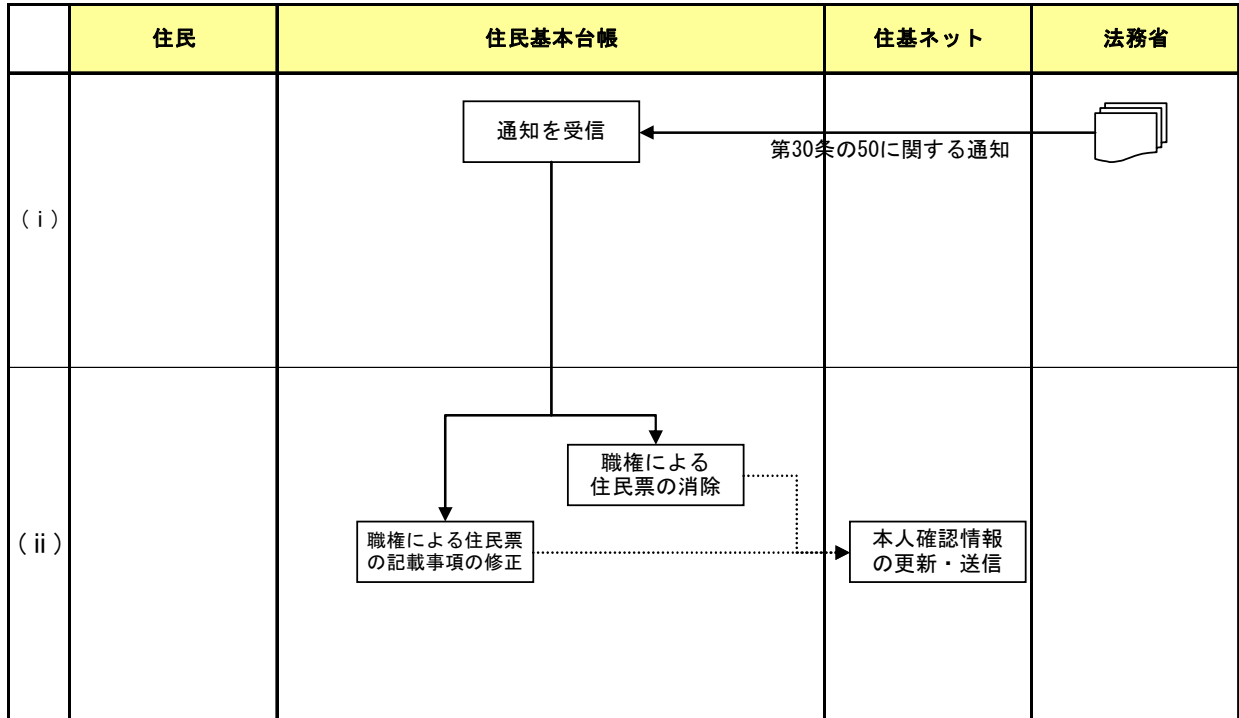 住民
住民基本台帳
住基ネット
法務省
(ⅰ)
通知を受信
第30条の50に関する通知
(ⅱ)
職権による
住民票の消除
職権による住民票
の記載事項の修正
本人確認情報
の更新・送信